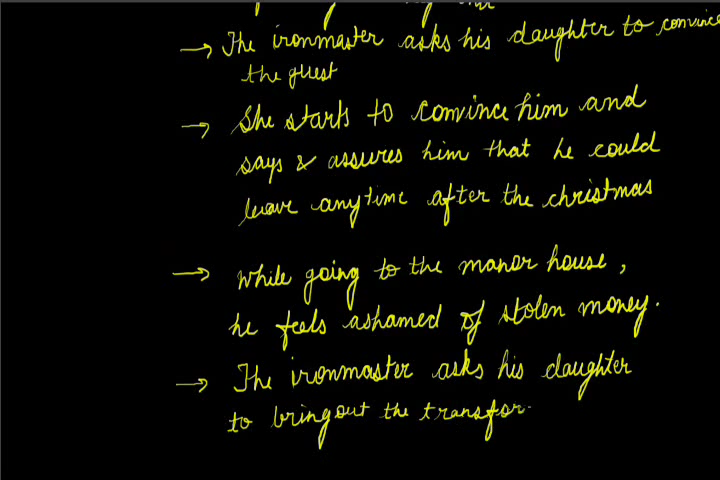 → The ironmaster asks his daughter to convince
the guest
→ She starts to convince him and
says & assures him that he could
leave anytime after the christmas
→ While going to the manor house,
he feels ashamed of stolen money.
→ The ironmaster asks his daughter
to bring out the transfor